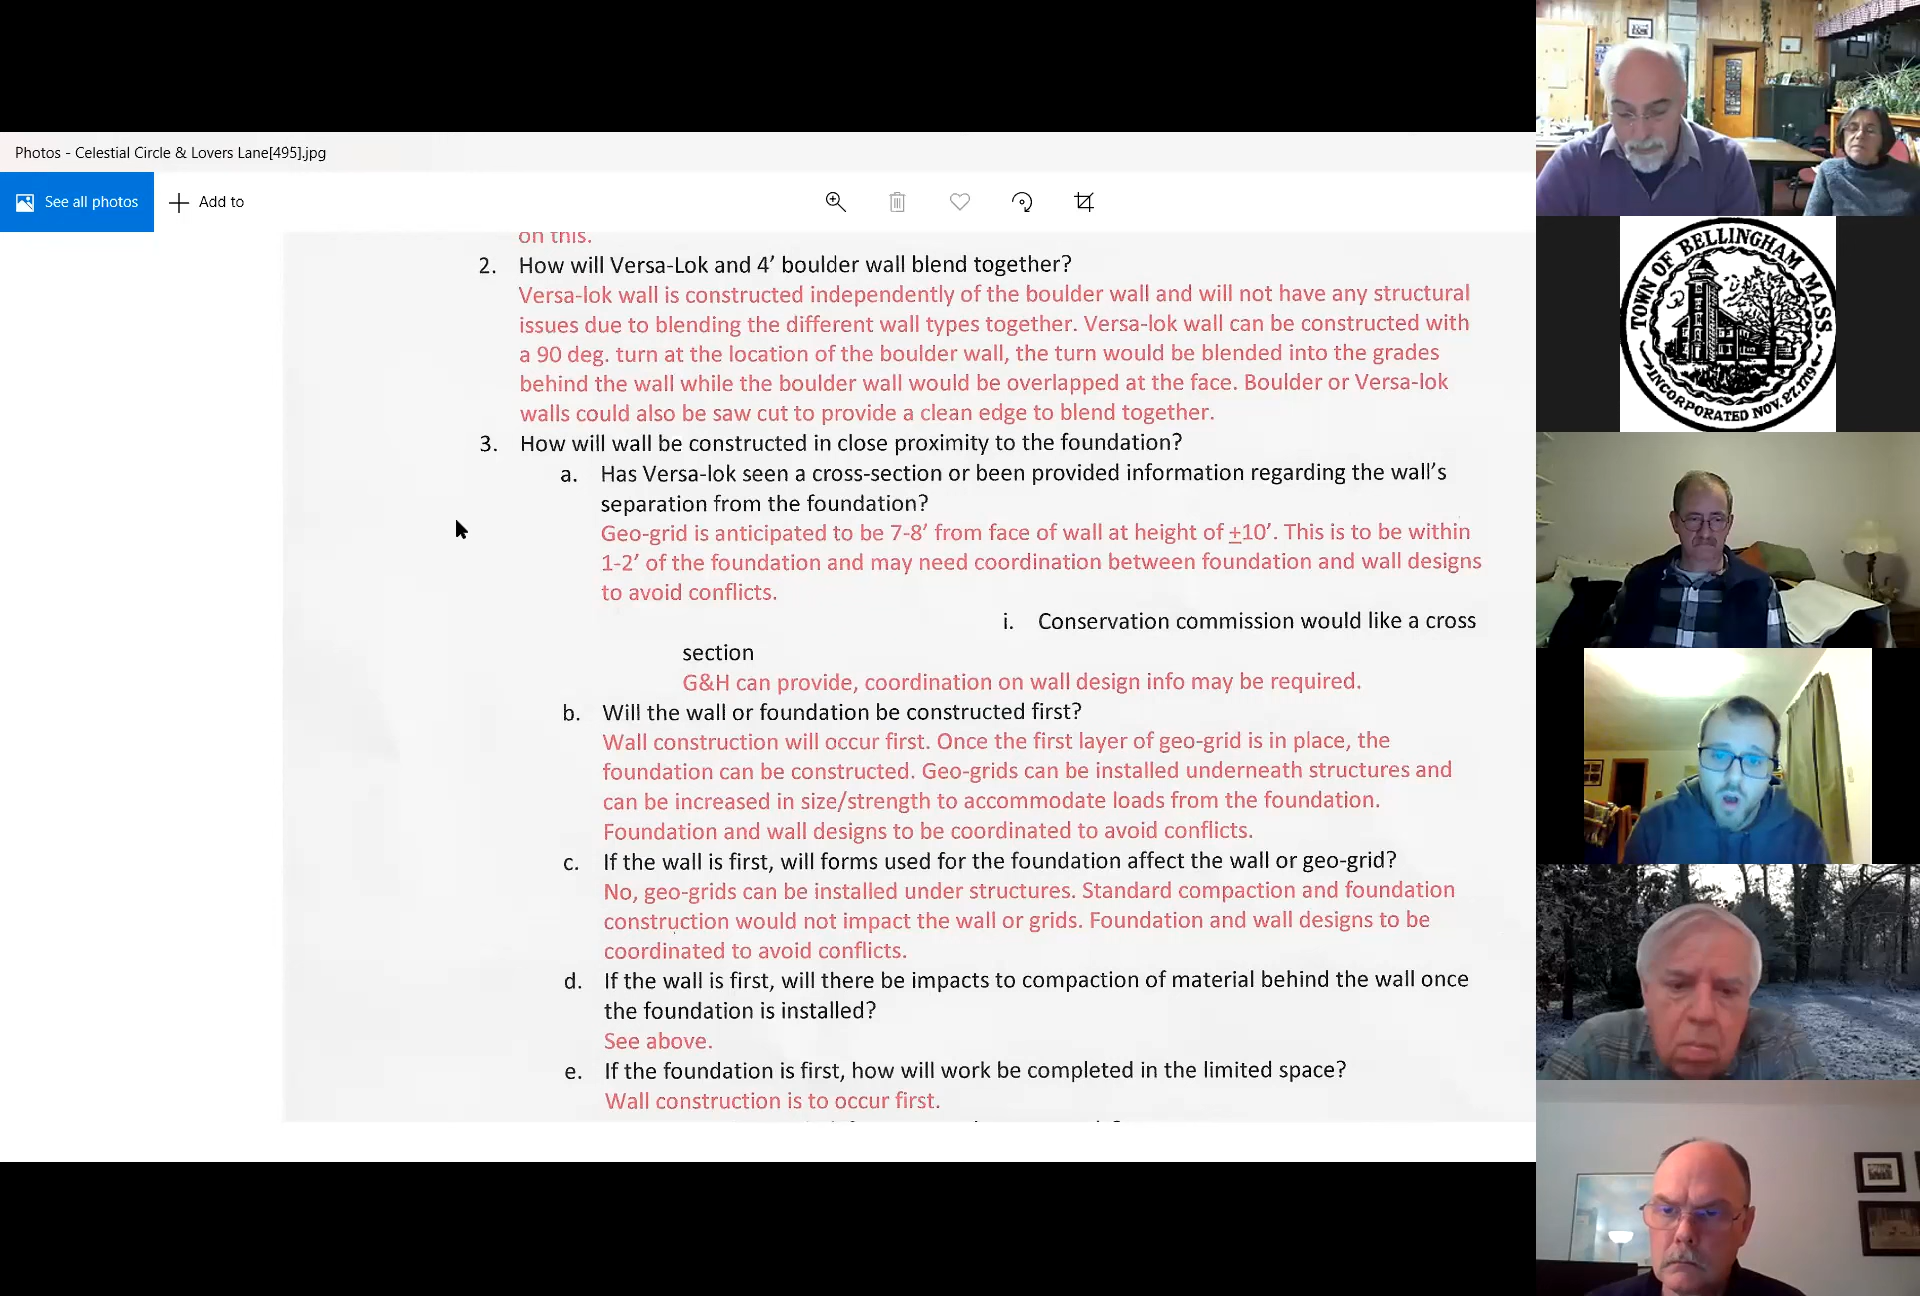 Photos - Celestial Circle & Lovers Lane[495].jpg
See all photos
Add to
on this.
2. How will Versa-Lok and 4’ boulder wall blend together?
Versa-lok wall is constructed independently of the boulder wall and will not have any structural
issues due to blending the different wall types together. Versa-lok wall can be constructed with
a 90 deg. turn at the location of the boulder wall, the turn would be blended into the grades
behind the wall while the boulder wall would be overlapped at the face. Boulder or Versa-lok
walls could also be saw cut to provide a clean edge to blend together.
3. How will wall be constructed in close proximity to the foundation?
a. Has Versa-lok seen a cross-section or been provided information regarding the wall’s
separation from the foundation?
Geo-grid is anticipated to be 7-8’ from face of wall at height of ±10’. This is to be within
1-2’ of the foundation and may need coordination between foundation and wall designs
to avoid conflicts.
i. Conservation commission would like a cross
section
G&H can provide, coordination on wall design info may be required.
b. Will the wall or foundation be constructed first?
Wall construction will occur first. Once the first layer of geo-grid is in place, the
foundation can be constructed. Geo-grids can be installed underneath structures and
can be increased in size/strength to accommodate loads from the foundation.
Foundation and wall designs to be coordinated to avoid conflicts.
c. If the wall is first, will forms used for the foundation affect the wall or geo-grid?
No, geo-grids can be installed under structures. Standard compaction and foundation
construction would not impact the wall or grids. Foundation and wall designs to be
coordinated to avoid conflicts.
d. If the wall is first, will there be impacts to compaction of material behind the wall once
the foundation is installed?
See above.
e. If the foundation is first, how will work be completed in the limited space?
Wall construction is to occur first.
TOWN OF BELLINGHAM MASS.
INCORPORATED NOV. 27, 1719